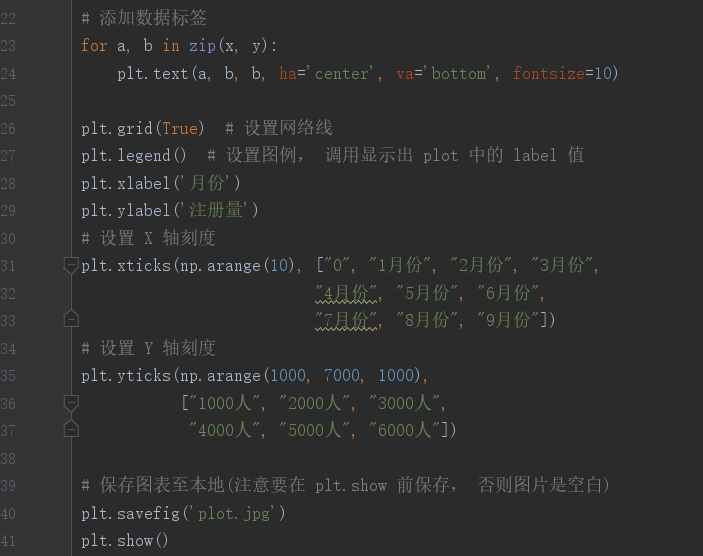 22 # 添加数据标签
23 for a, b in zip(x, y):
24     plt.text(a, b, b, ha='center', va='bottom', fontsize=10)
25
26 plt.grid(True)  # 设置网络线
27 plt.legend()  # 设置图例, 调用显示出 plot 中的 label 值
28 plt.xlabel('月份')
29 plt.ylabel('注册量')
30 # 设置 X 轴刻度
31 plt.xticks(np.arange(10), ["0", "1月份", "2月份", "3月份",
32                            "4月份", "5月份", "6月份",
33                            "7月份", "8月份", "9月份"])
34 # 设置 Y 轴刻度
35 plt.yticks(np.arange(1000, 7000, 1000),
36            ["1000人", "2000人", "3000人",
37             "4000人", "5000人", "6000人"])
38
39 # 保存图表至本地(注意要在 plt.show 前保存, 否则图片是空白)
40 plt.savefig('plot.jpg')
41 plt.show()